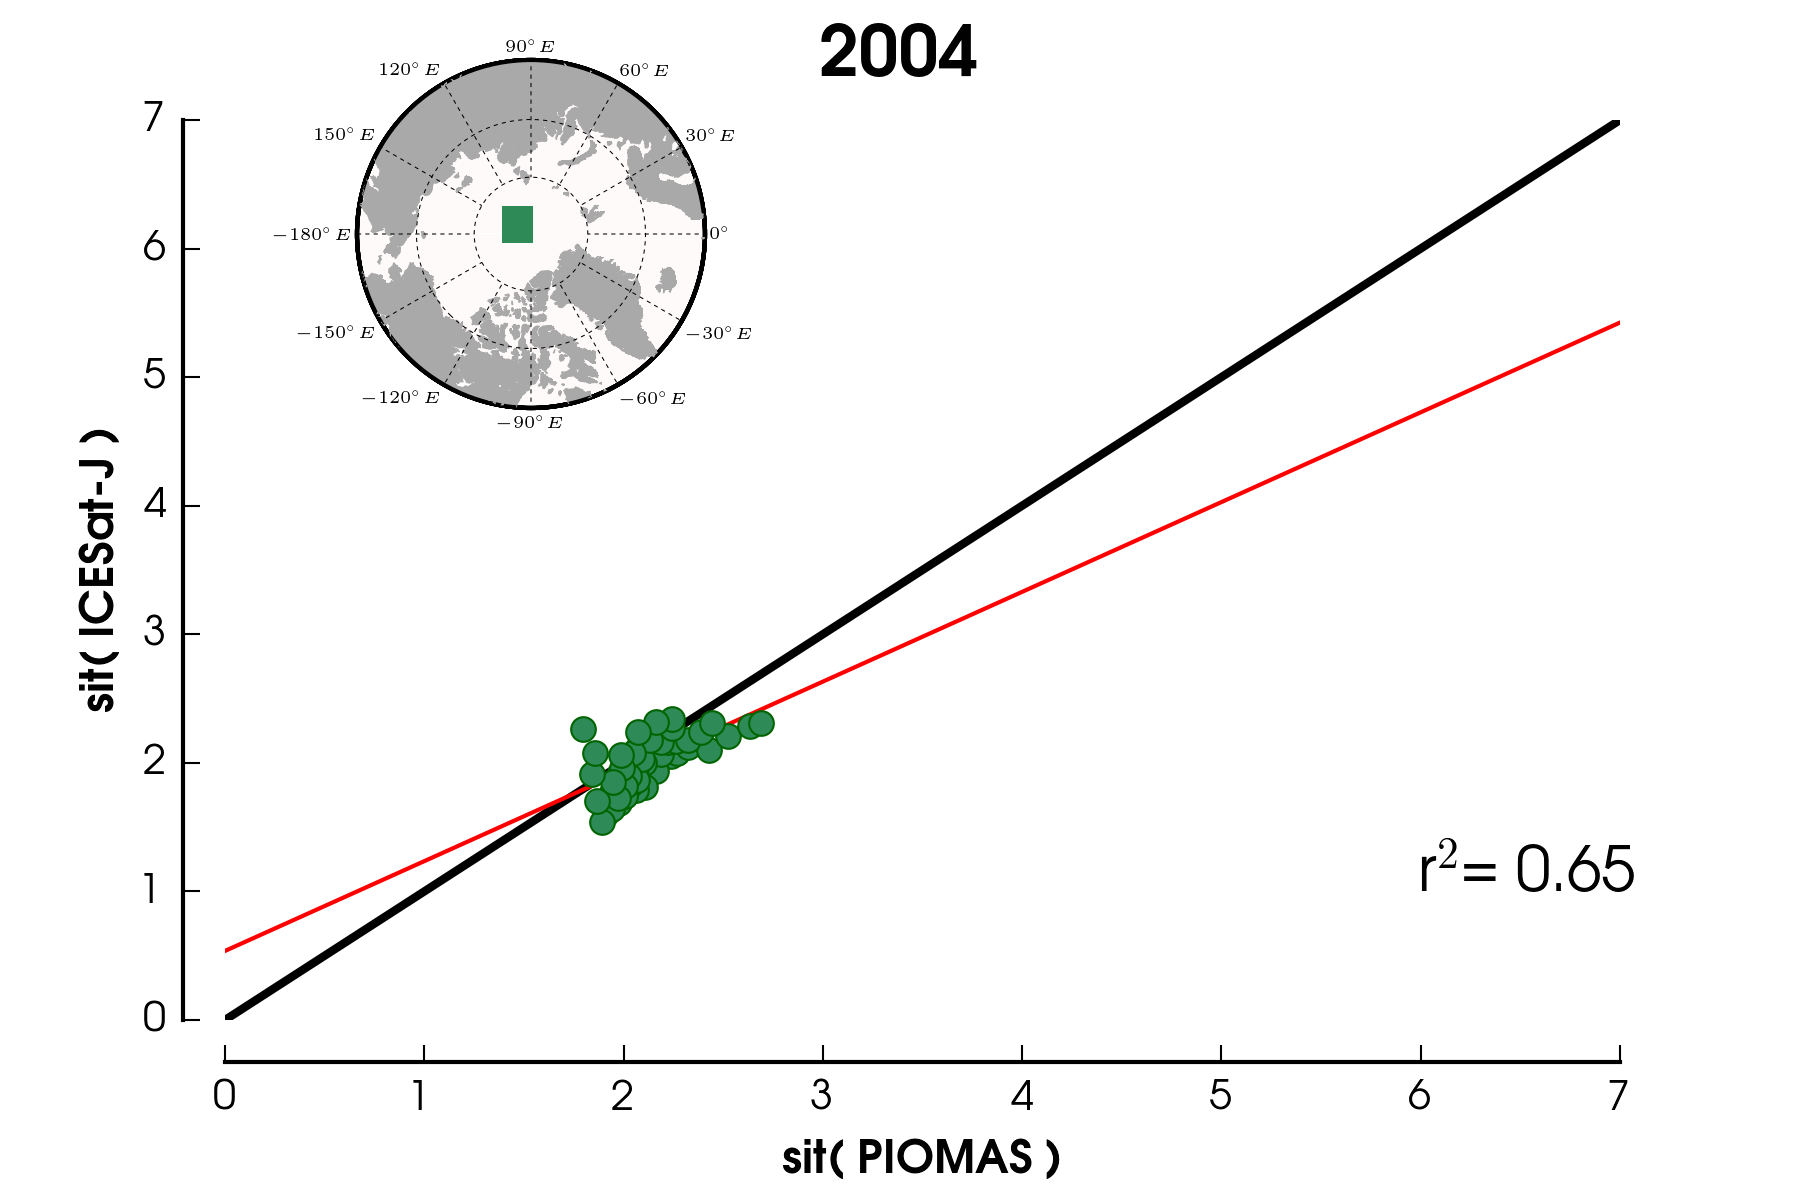 2004
90° E
120° E
60° E
150° E
30° E
−180° E
0°
−150° E
−30° E
−120° E
−60° E
−90° E
7
6
5
4
3
2
1
0
sit( ICESat-J )
r²= 0.65
0 1 2 3 4 5 6 7
sit( PIOMAS )